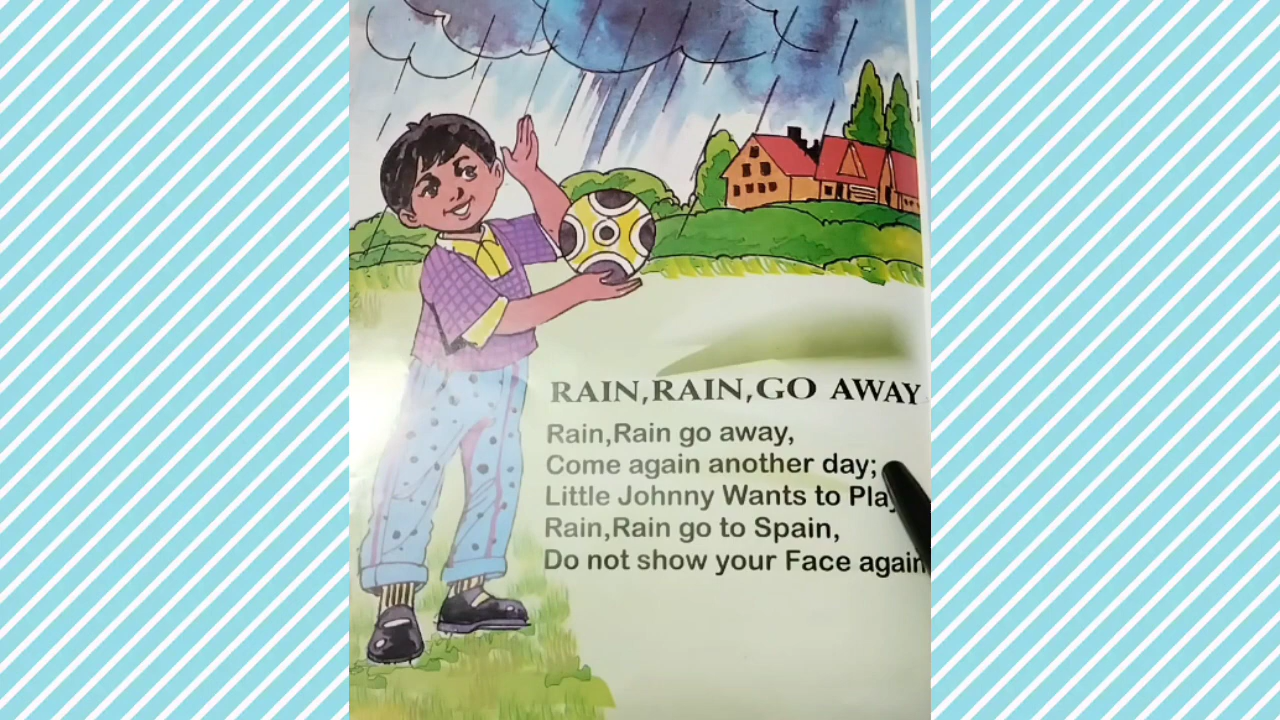 RAIN,RAIN,GO AWAY
Rain,Rain go away,
Come again another day;
Little Johnny Wants to Pla
Rain,Rain go to Spain,
Do not show your Face again